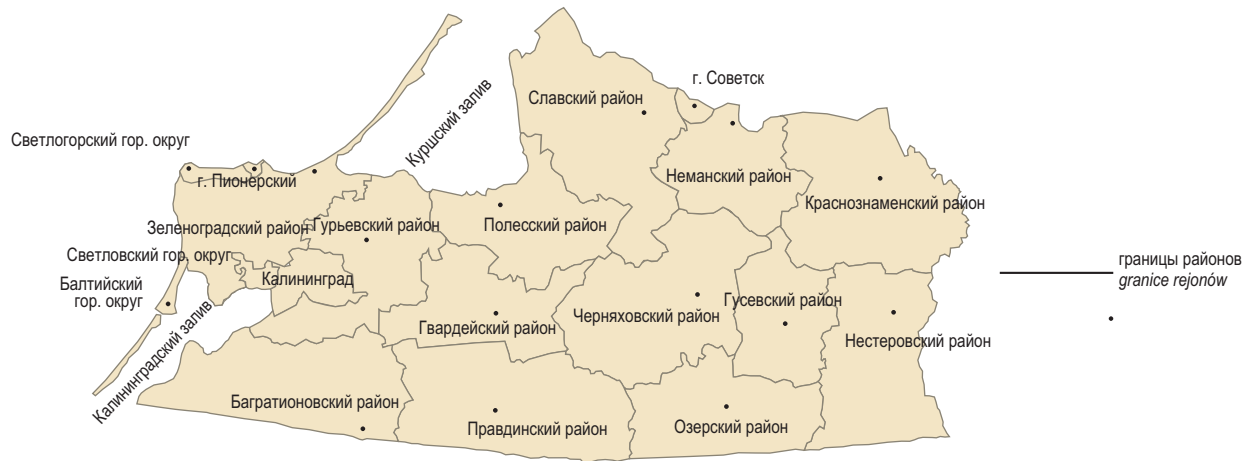 г. Советск
Славский район
Куршский залив
Светлогорский гор. округ
г. Пионерский
Неманский район
Краснознаменский район
Зеленоградский район
Гурьевский район
Полесский район
Светловский гор. округ
Калининград
Балтийский
гор. округ
границы районов
granice rejonów
Гусевский район
Черняховский район
Гвардейский район
Нестеровский район
Калининградский залив
Багратионовский район
Правдинский район
Озерский район